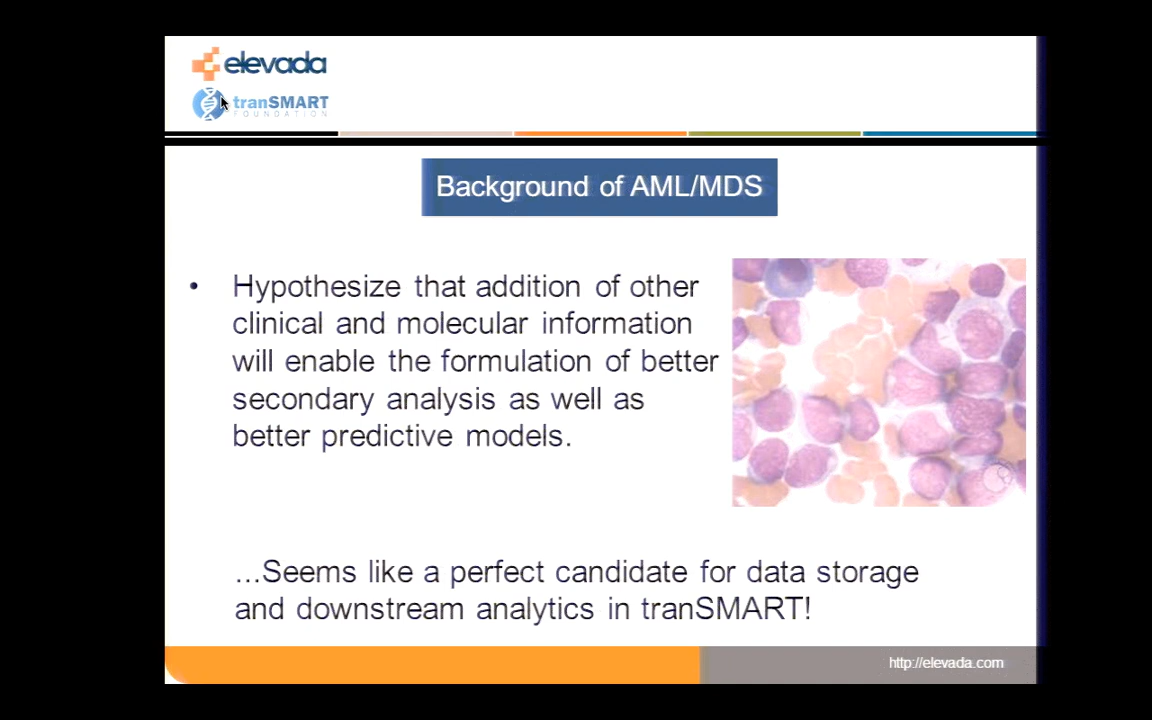 elevada
tranSMART
FOUNDATION
Background of AML/MDS
• Hypothesize that addition of other
clinical and molecular information
will enable the formulation of better
secondary analysis as well as
better predictive models.
...Seems like a perfect candidate for data storage
and downstream analytics in tranSMART!
http://elevada.com